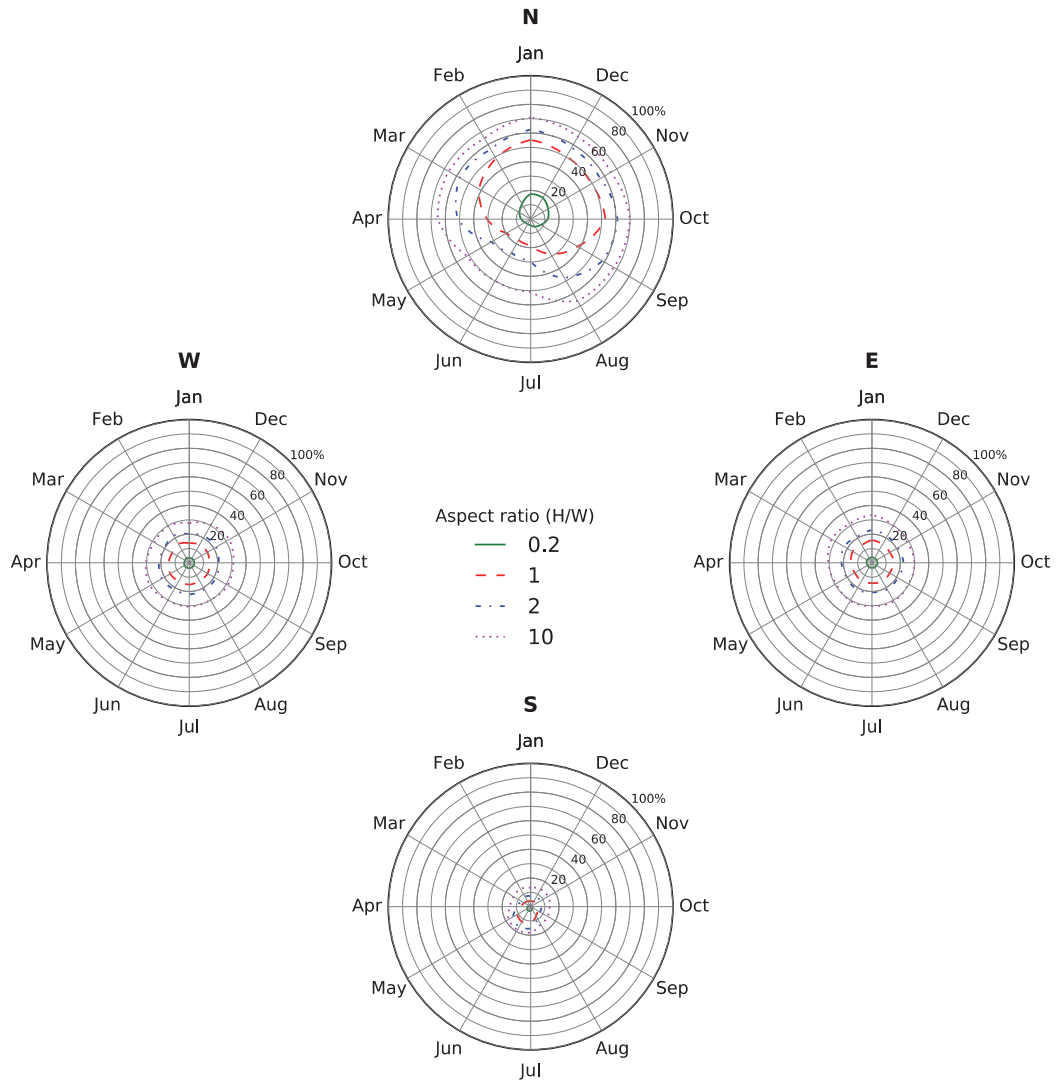 N
Jan
Feb
Dec
100%
Mar
80
Nov
60
40
20
Apr
Oct
May
Sep
Jun
Aug
Jul
W
Jan
Feb
Dec
100%
Mar
80
Nov
60
40
20
Apr
Oct
May
Sep
Jun
Aug
Jul
E
Jan
Feb
Dec
100%
Mar
80
Nov
60
40
20
Apr
Oct
May
Sep
Jun
Aug
Jul
Aspect ratio (H/W)
0.2
1
2
10
S
Jan
Feb
Dec
100%
Mar
80
Nov
60
40
20
Apr
Oct
May
Sep
Jun
Aug
Jul